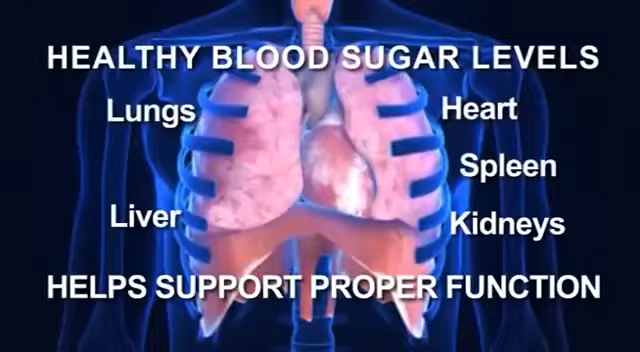 HEALTHY BLOOD SUGAR LEVELS
Lungs
Heart
Spleen
Liver
Kidneys
HELPS SUPPORT PROPER FUNCTION